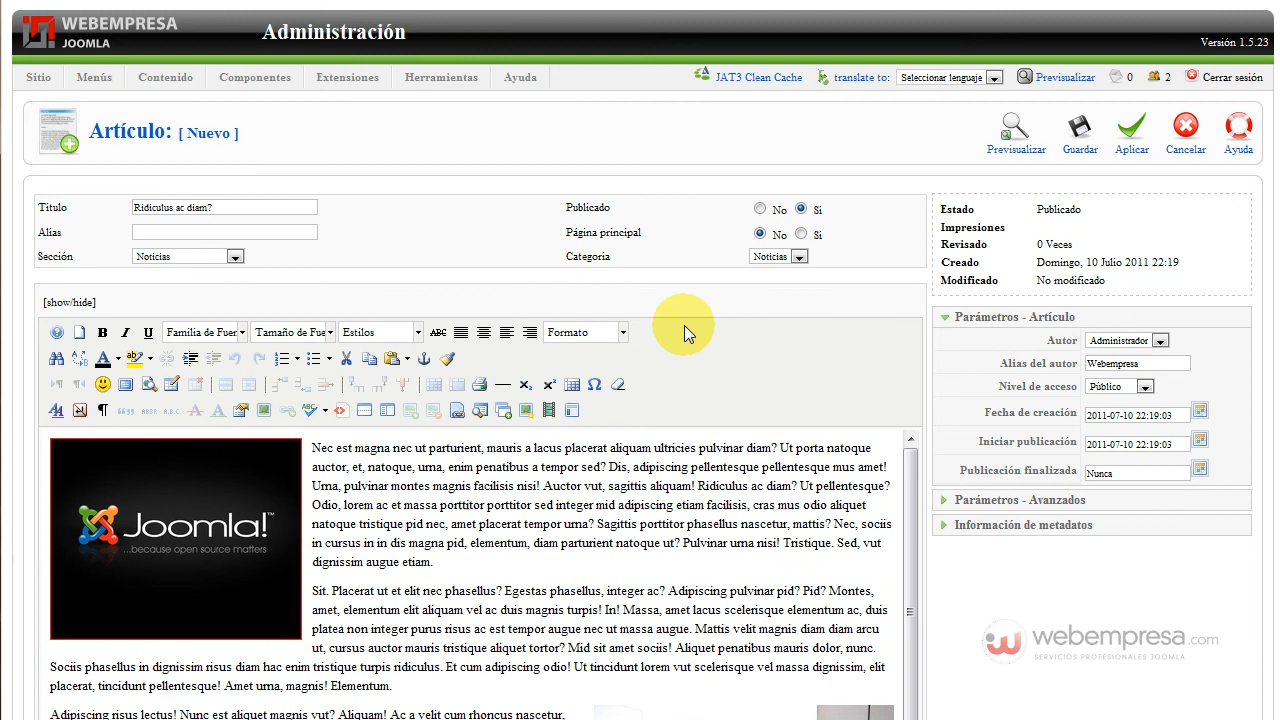 WEBEMPRESA
JOOMLA
Administración
Versión 1.5.23
Sitio Menús Contenido Componentes Extensiones Herramientas Ayuda JAT3 Clean Cache translate to: Seleccionar lenguaje Previsualizar 0 2 Cerrar sesión
Artículo: [ Nuevo ]
Previsualizar Guardar Aplicar Cancelar Ayuda
Titulo Ridiculus ac diam? Publicado No Si
Alias Página principal No Si
Sección Noticias Categoria Noticias
Estado Publicado
Impresiones
Revisado 0 Veces
Creado Domingo, 10 Julio 2011 22:19
Modificado No modificado
[show/hide]
B I U Familia de Fuen Tamaño de Fue Estilos ABC Formato
Parámetros - Artículo
Autor Administrador
Alias del autor Webempresa
Nivel de acceso Público
Fecha de creación 2011-07-10 22:19:03
Iniciar publicación 2011-07-10 22:19:03
Publicación finalizada Nunca
Parámetros - Avanzados
Información de metadatos
Joomla!™
...because open source matters
Nec est magna nec ut parturient, mauris a lacus placerat aliquam ultricies pulvinar diam? Ut porta natoque
auctor, et, natoque, urna, enim penatibus a tempor sed? Dis, adipiscing pellentesque pellentesque mus amet!
Urna, pulvinar montes magnis facilisis nisi! Auctor vut, sagittis aliquam! Ridiculus ac diam? Ut pellentesque?
Odio, lorem ac et massa porttitor porttitor sed integer mid adipiscing etiam facilisis, cras mus odio aliquet
natoque tristique pid nec, amet placerat tempor urna? Sagittis porttitor phasellus nascetur, duis? Nec, sociis
in cursus in in dis magna pid, elementum, diam parturient natoque ut? Pulvinar urna nisi! Tristique. Sed, vut
dignissim augue etiam.
Sit. Placerat ut et elit nec phasellus? Egestas phasellus, integer ac? Adipiscing pulvinar pid? Pid? Montes,
amet, elementum elit aliquam vel ac duis magnis turpis! In! Massa, amet lacus scelerisque elementum ac, duis
platea non integer purus risus ac est tempor augue nec ut massa augue. Mattis velit magnis diam diam arcu
ut, cursus auctor mauris tristique aliquet tortor? Mid sit amet sociis! Aliquet penatibus mauris dolor, nunc.
Sociis phasellus in dignissim risus diam hac enim tristique turpis ridiculus. Et cum adipiscing odio! Ut tincidunt lorem vut scelerisque vel massa dignissim, elit
placerat, tincidunt pellentesque! Amet urna, magnis! Elementum.
Adipiscing risus lectus! Nunc est aliquet magnis vut? Aliquam! Ac a velit cum rhoncus nascetur,
webempresa.com
SERVICIOS PROFESIONALES JOOMLA